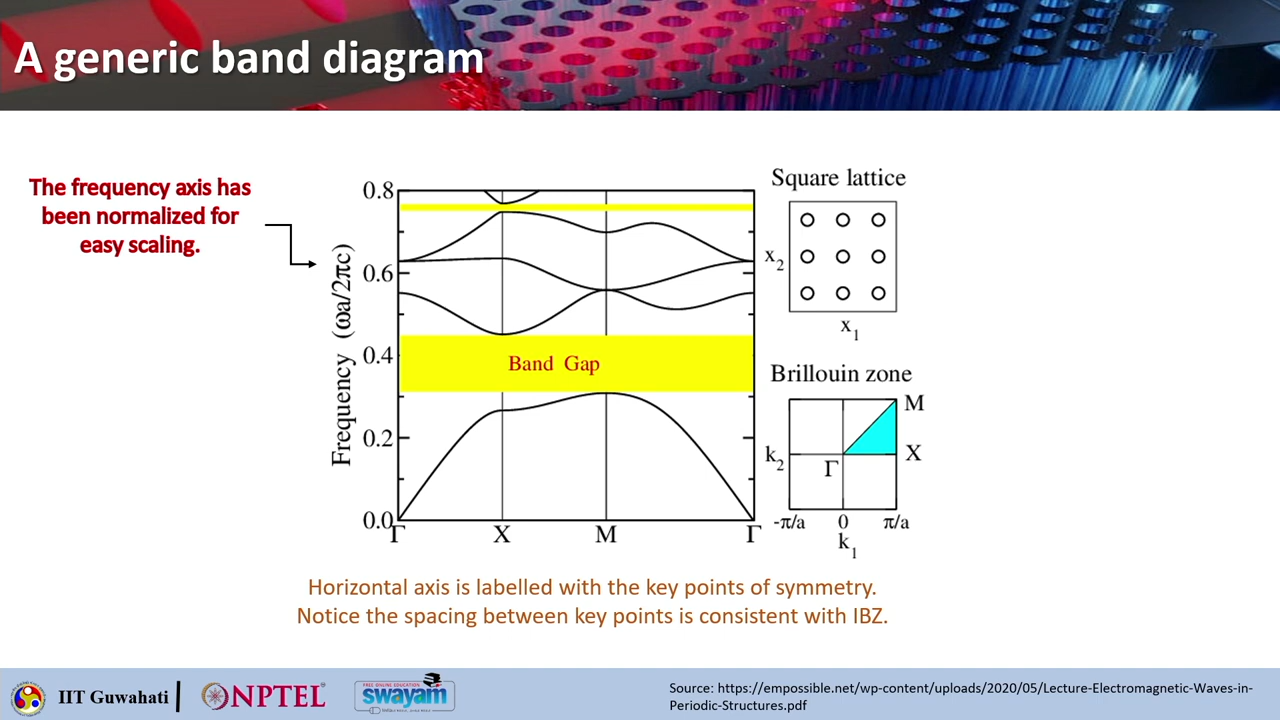 A generic band diagram
The frequency axis has
been normalized for
easy scaling.
Frequency (ωa/2πc)
0.8
0.6
0.4
0.2
0.0
Band Gap
Γ X M Γ
Square lattice
x2
x1
Brillouin zone
M
k2
Γ
X
-π/a 0 π/a
k1
Horizontal axis is labelled with the key points of symmetry.
Notice the spacing between key points is consistent with IBZ.
IIT Guwahati
NPTEL
FREE ONLINE EDUCATION
swayam
Source: https://empossible.net/wp-content/uploads/2020/05/Lecture-Electromagnetic-Waves-in-
Periodic-Structures.pdf